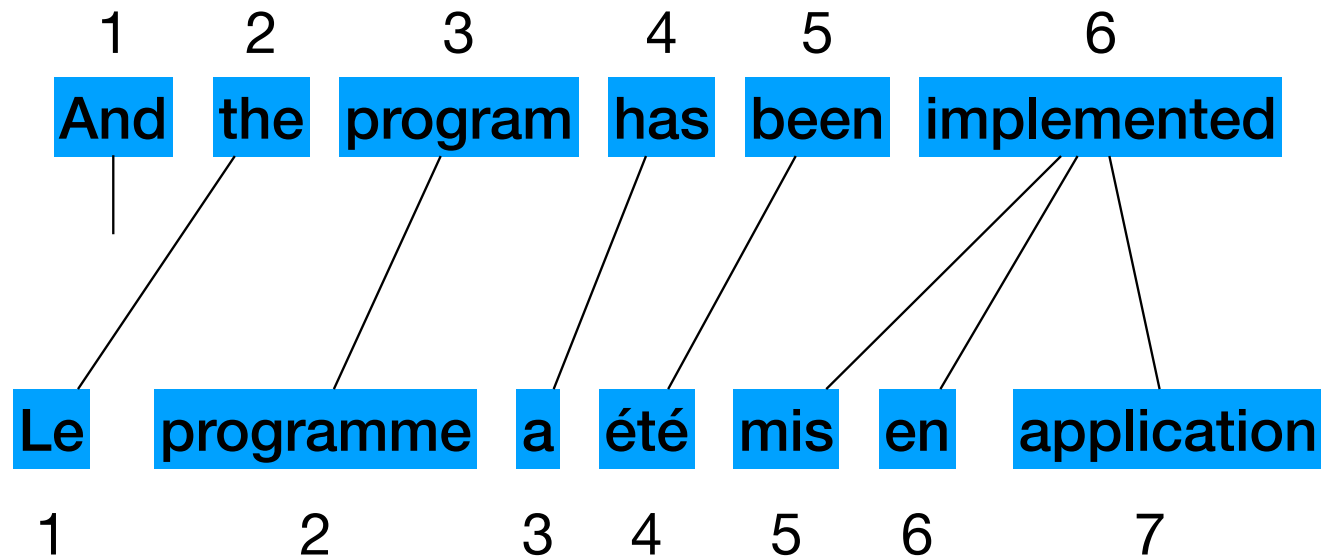 1 2 3 4 5 6
And the program has been implemented
Le programme a été mis en application
1 2 3 4 5 6 7